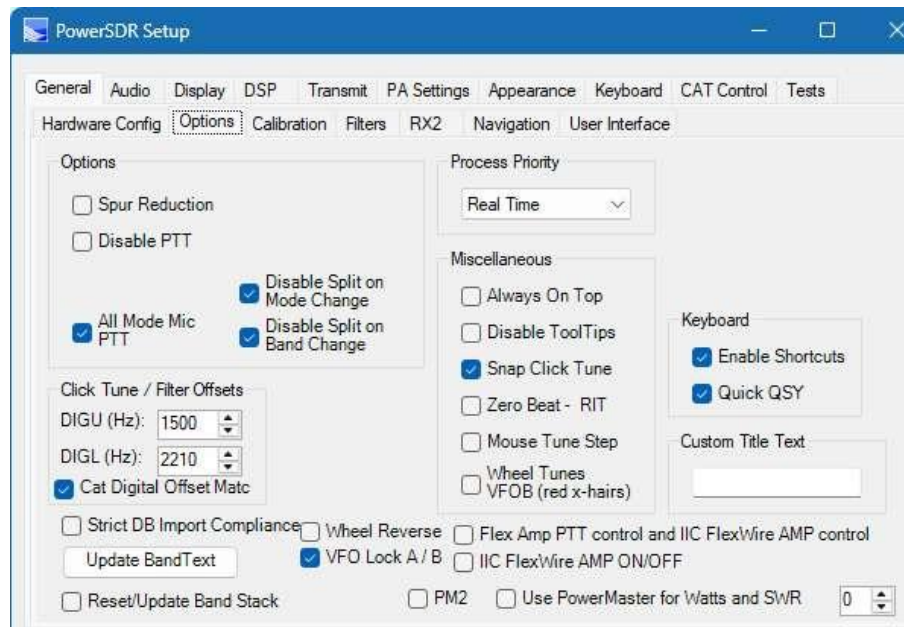 PowerSDR Setup
General Audio Display DSP Transmit PA Settings Appearance Keyboard CAT Control Tests
Hardware Config Options Calibration Filters RX2 Navigation User Interface
Options
Spur Reduction
Disable PTT
Disable Split on
Mode Change
All Mode Mic
PTT
Disable Split on
Band Change
Process Priority
Real Time
Miscellaneous
Always On Top
Disable ToolTips
Snap Click Tune
Zero Beat - RIT
Mouse Tune Step
Wheel Tunes
VFOB (red x-hairs)
Keyboard
Enable Shortcuts
Quick QSY
Custom Title Text
Click Tune / Filter Offsets
DIGU (Hz): 1500
DIGL (Hz): 2210
Cat Digital Offset Matc
Strict DB Import Compliance
Wheel Reverse
Flex Amp PTT control and IIC FlexWire AMP control
Update BandText
VFO Lock A / B
IIC FlexWire AMP ON/OFF
Reset/Update Band Stack
PM2
Use PowerMaster for Watts and SWR
0